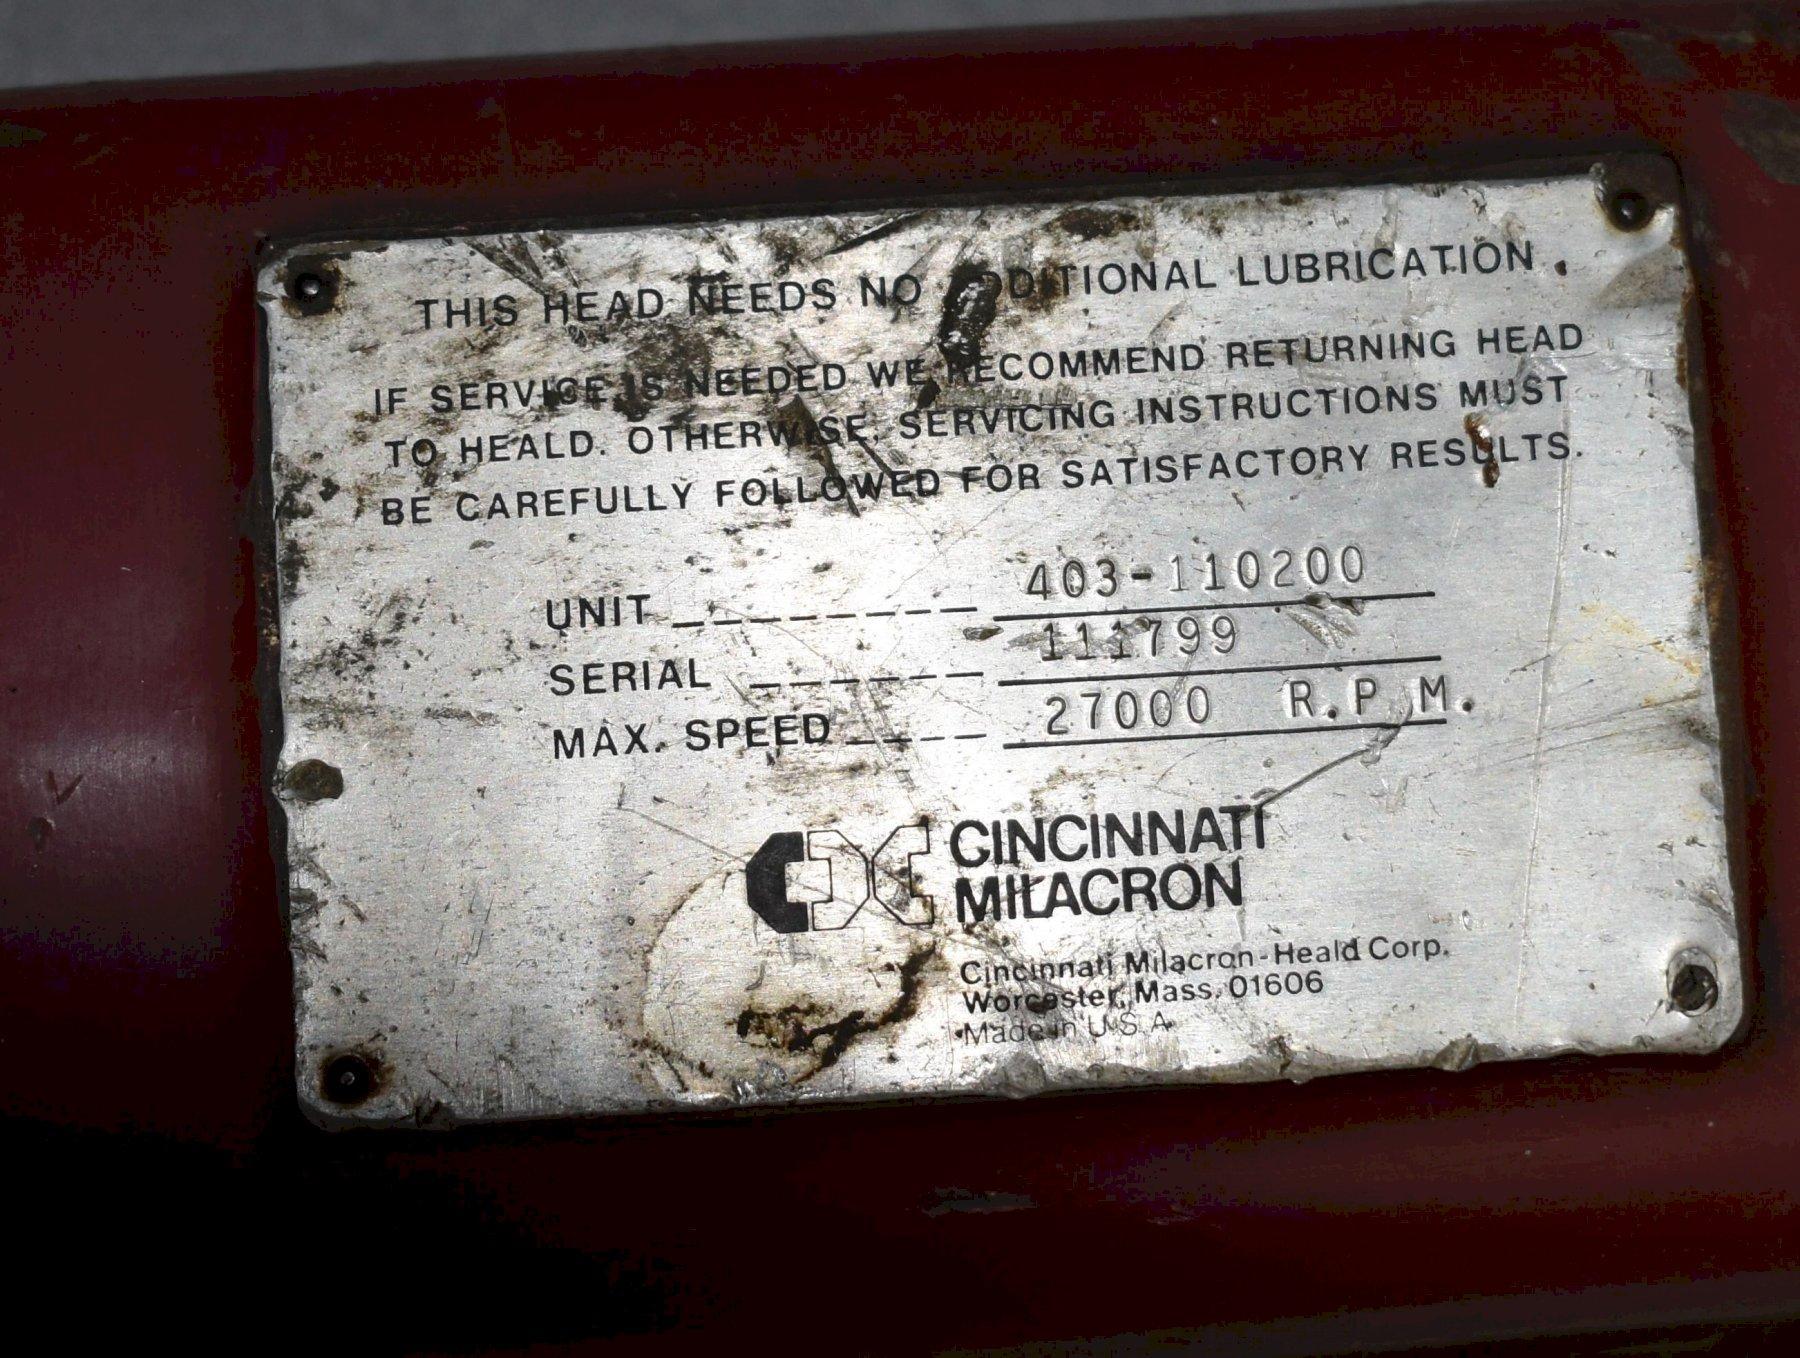 THIS HEAD NEEDS NO ADDITIONAL LUBRICATION.
IF SERVICE IS NEEDED WE RECOMMEND RETURNING HEAD
TO HEALD. OTHERWISE, SERVICING INSTRUCTIONS MUST
BE CAREFULLY FOLLOWED FOR SATISFACTORY RESULTS.
UNIT 403-110200
SERIAL 111799
MAX. SPEED 27000 R.P.M.
CINCINNATI
MILACRON
Cincinnati Milacron-Heald Corp.
Worcester, Mass. 01606
Made in U.S.A.